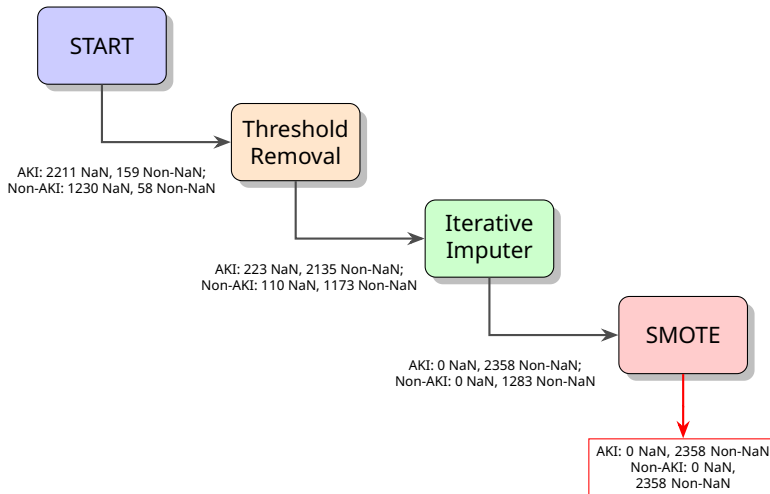 START
Threshold
Removal
AKI: 2211 NaN, 159 Non-NaN;
Non-AKI: 1230 NaN, 58 Non-NaN
Iterative
Imputer
AKI: 223 NaN, 2135 Non-NaN;
Non-AKI: 110 NaN, 1173 Non-NaN
SMOTE
AKI: 0 NaN, 2358 Non-NaN;
Non-AKI: 0 NaN, 1283 Non-NaN
AKI: 0 NaN, 2358 Non-NaN
Non-AKI: 0 NaN,
2358 Non-NaN